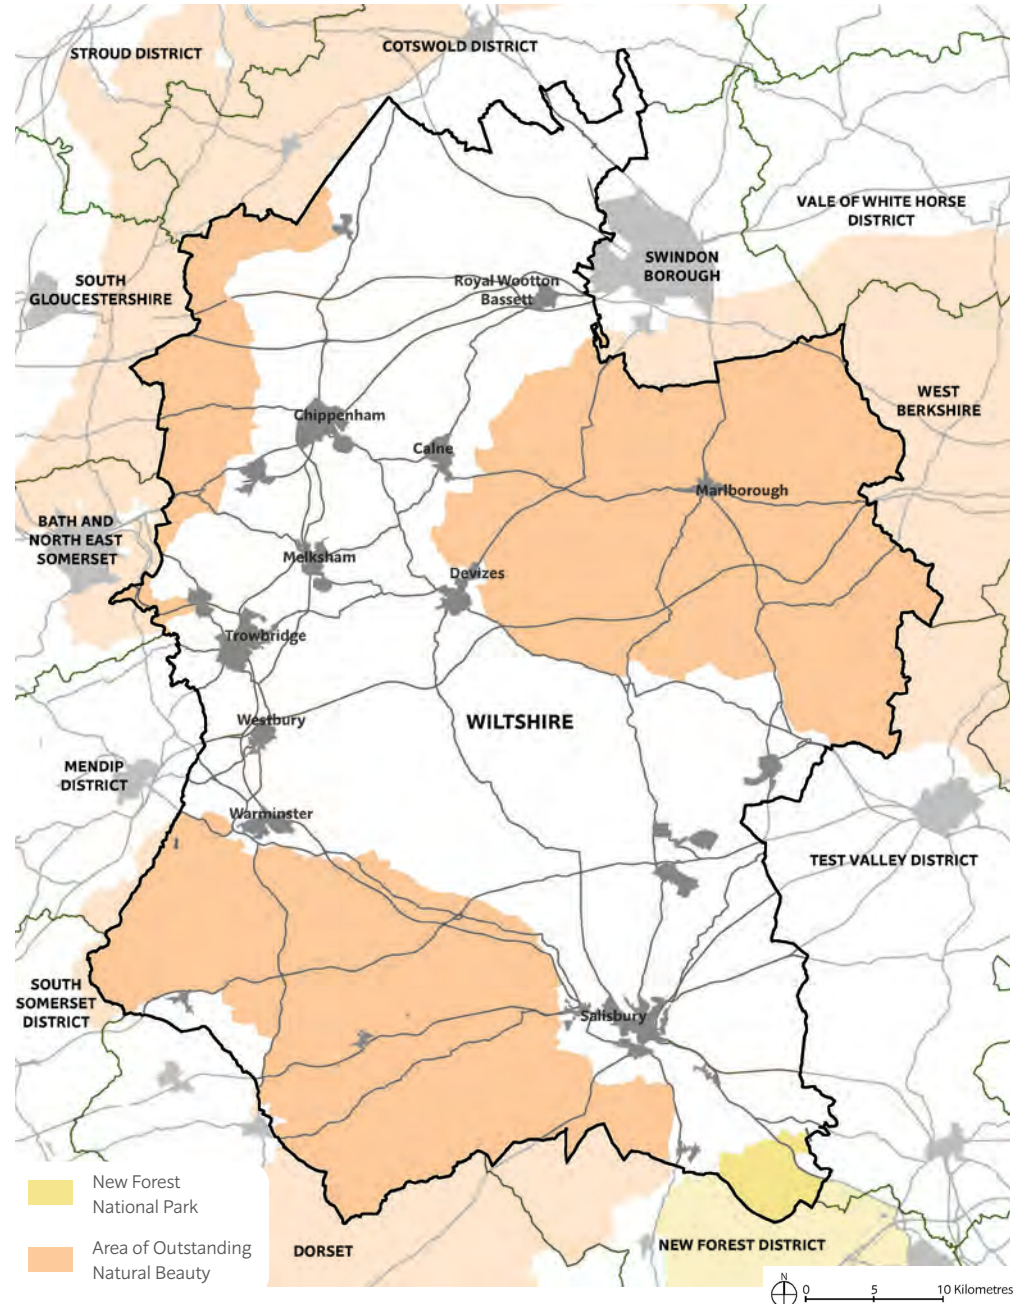 STROUD DISTRICT
COTSWOLD DISTRICT
VALE OF WHITE HORSE
DISTRICT
SWINDON
BOROUGH
SOUTH
GLOUCESTERSHIRE
Royal Wootton
Bassett
WEST
BERKSHIRE
Chippenham
Calne
Marlborough
BATH AND
NORTH EAST
SOMERSET
Melksham
Devizes
Trowbridge
Westbury
WILTSHIRE
MENDIP
DISTRICT
Warminster
TEST VALLEY DISTRICT
SOUTH
SOMERSET
DISTRICT
Salisbury
New Forest
National Park
Area of Outstanding
Natural Beauty
DORSET
NEW FOREST DISTRICT
N
0 5 10 Kilometres